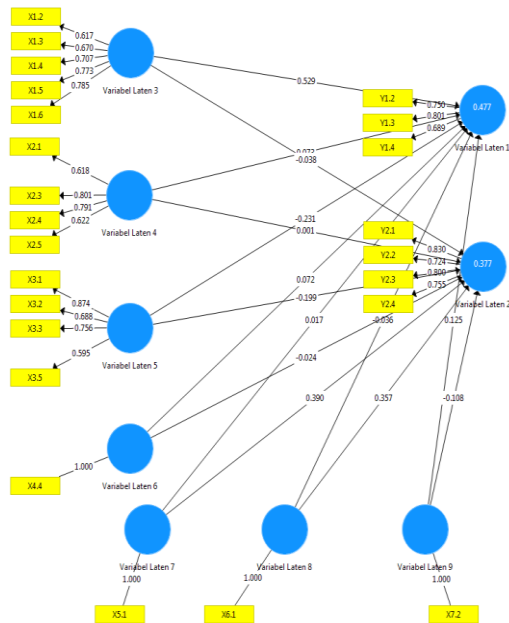 X1.2
X1.3
X1.4
X1.5
X1.6
0.617
0.670
0.707
0.773
0.785
Variabel Laten 3
0.529
-0.038
X2.1
X2.3
X2.4
X2.5
0.618
0.801
0.791
0.622
Variabel Laten 4
0.001
X3.1
X3.2
X3.3
X3.5
0.874
0.688
0.756
0.595
Variabel Laten 5
-0.231
-0.199
X4.4
1.000
Variabel Laten 6
0.072
-0.024
Y1.2
Y1.3
Y1.4
0.750
0.801
0.689
0.477
Variabel Laten 1
Y2.1
Y2.2
Y2.3
Y2.4
0.830
0.724
0.800
0.755
0.377
Variabel Laten 2
0.017
-0.036
0.125
0.390
0.357
-0.108
Variabel Laten 7
Variabel Laten 8
Variabel Laten 9
1.000
1.000
1.000
X5.1
X6.1
X7.2